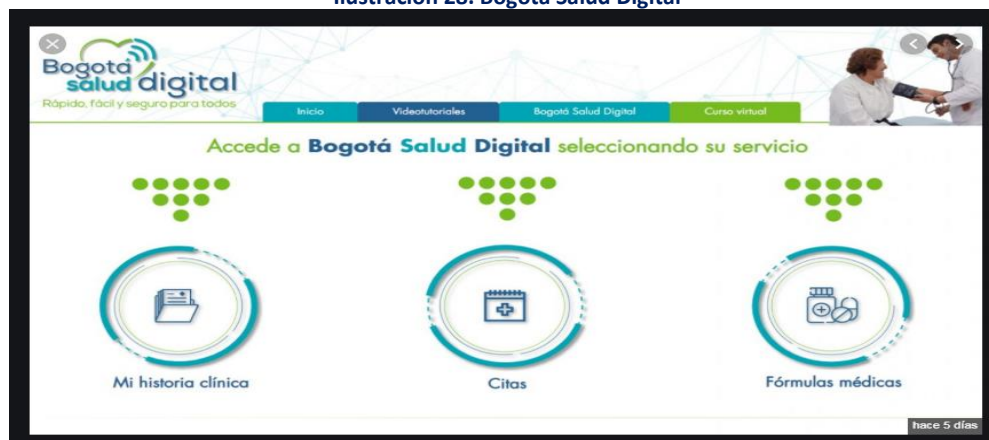 Ilustración 28. Bogotá Salud Digital
Bogotá
salud digital
Rápido, fácil y seguro para todos
Inicio
Videotutoriales
Bogotá Salud Digital
Curso virtual
Accede a Bogotá Salud Digital seleccionando su servicio
Mi historia clínica
Citas
Fórmulas médicas
hace 5 días